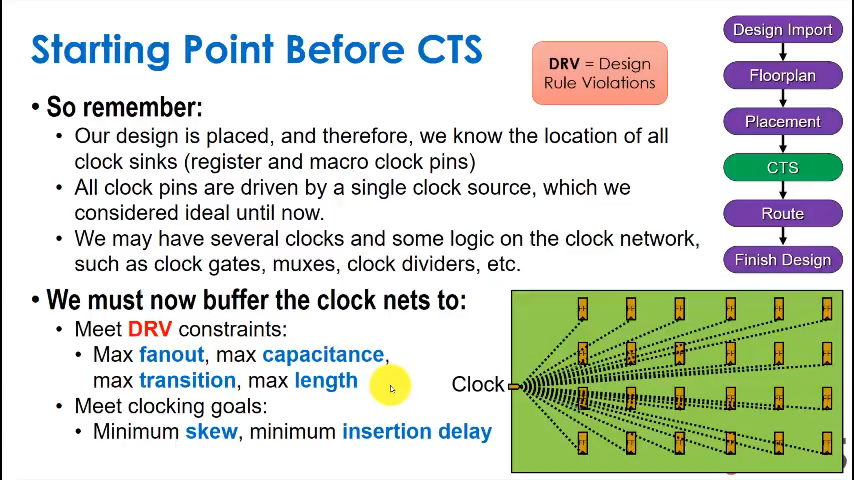 Starting Point Before CTS
DRV = Design
Rule Violations
• So remember:
• Our design is placed, and therefore, we know the location of all
clock sinks (register and macro clock pins)
• All clock pins are driven by a single clock source, which we
considered ideal until now.
• We may have several clocks and some logic on the clock network,
such as clock gates, muxes, clock dividers, etc.
• We must now buffer the clock nets to:
• Meet DRV constraints:
• Max fanout, max capacitance,
max transition, max length
• Meet clocking goals:
• Minimum skew, minimum insertion delay
Design Import
Floorplan
Placement
CTS
Route
Finish Design
Clock